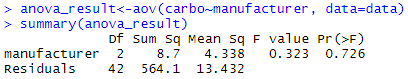 > anova_result<-aov(carbo~manufacturer, data=data)
> summary(anova_result)
             Df Sum Sq Mean Sq F value Pr(>F)
manufacturer  2    8.7   4.338   0.323  0.726
Residuals    42  564.1  13.432